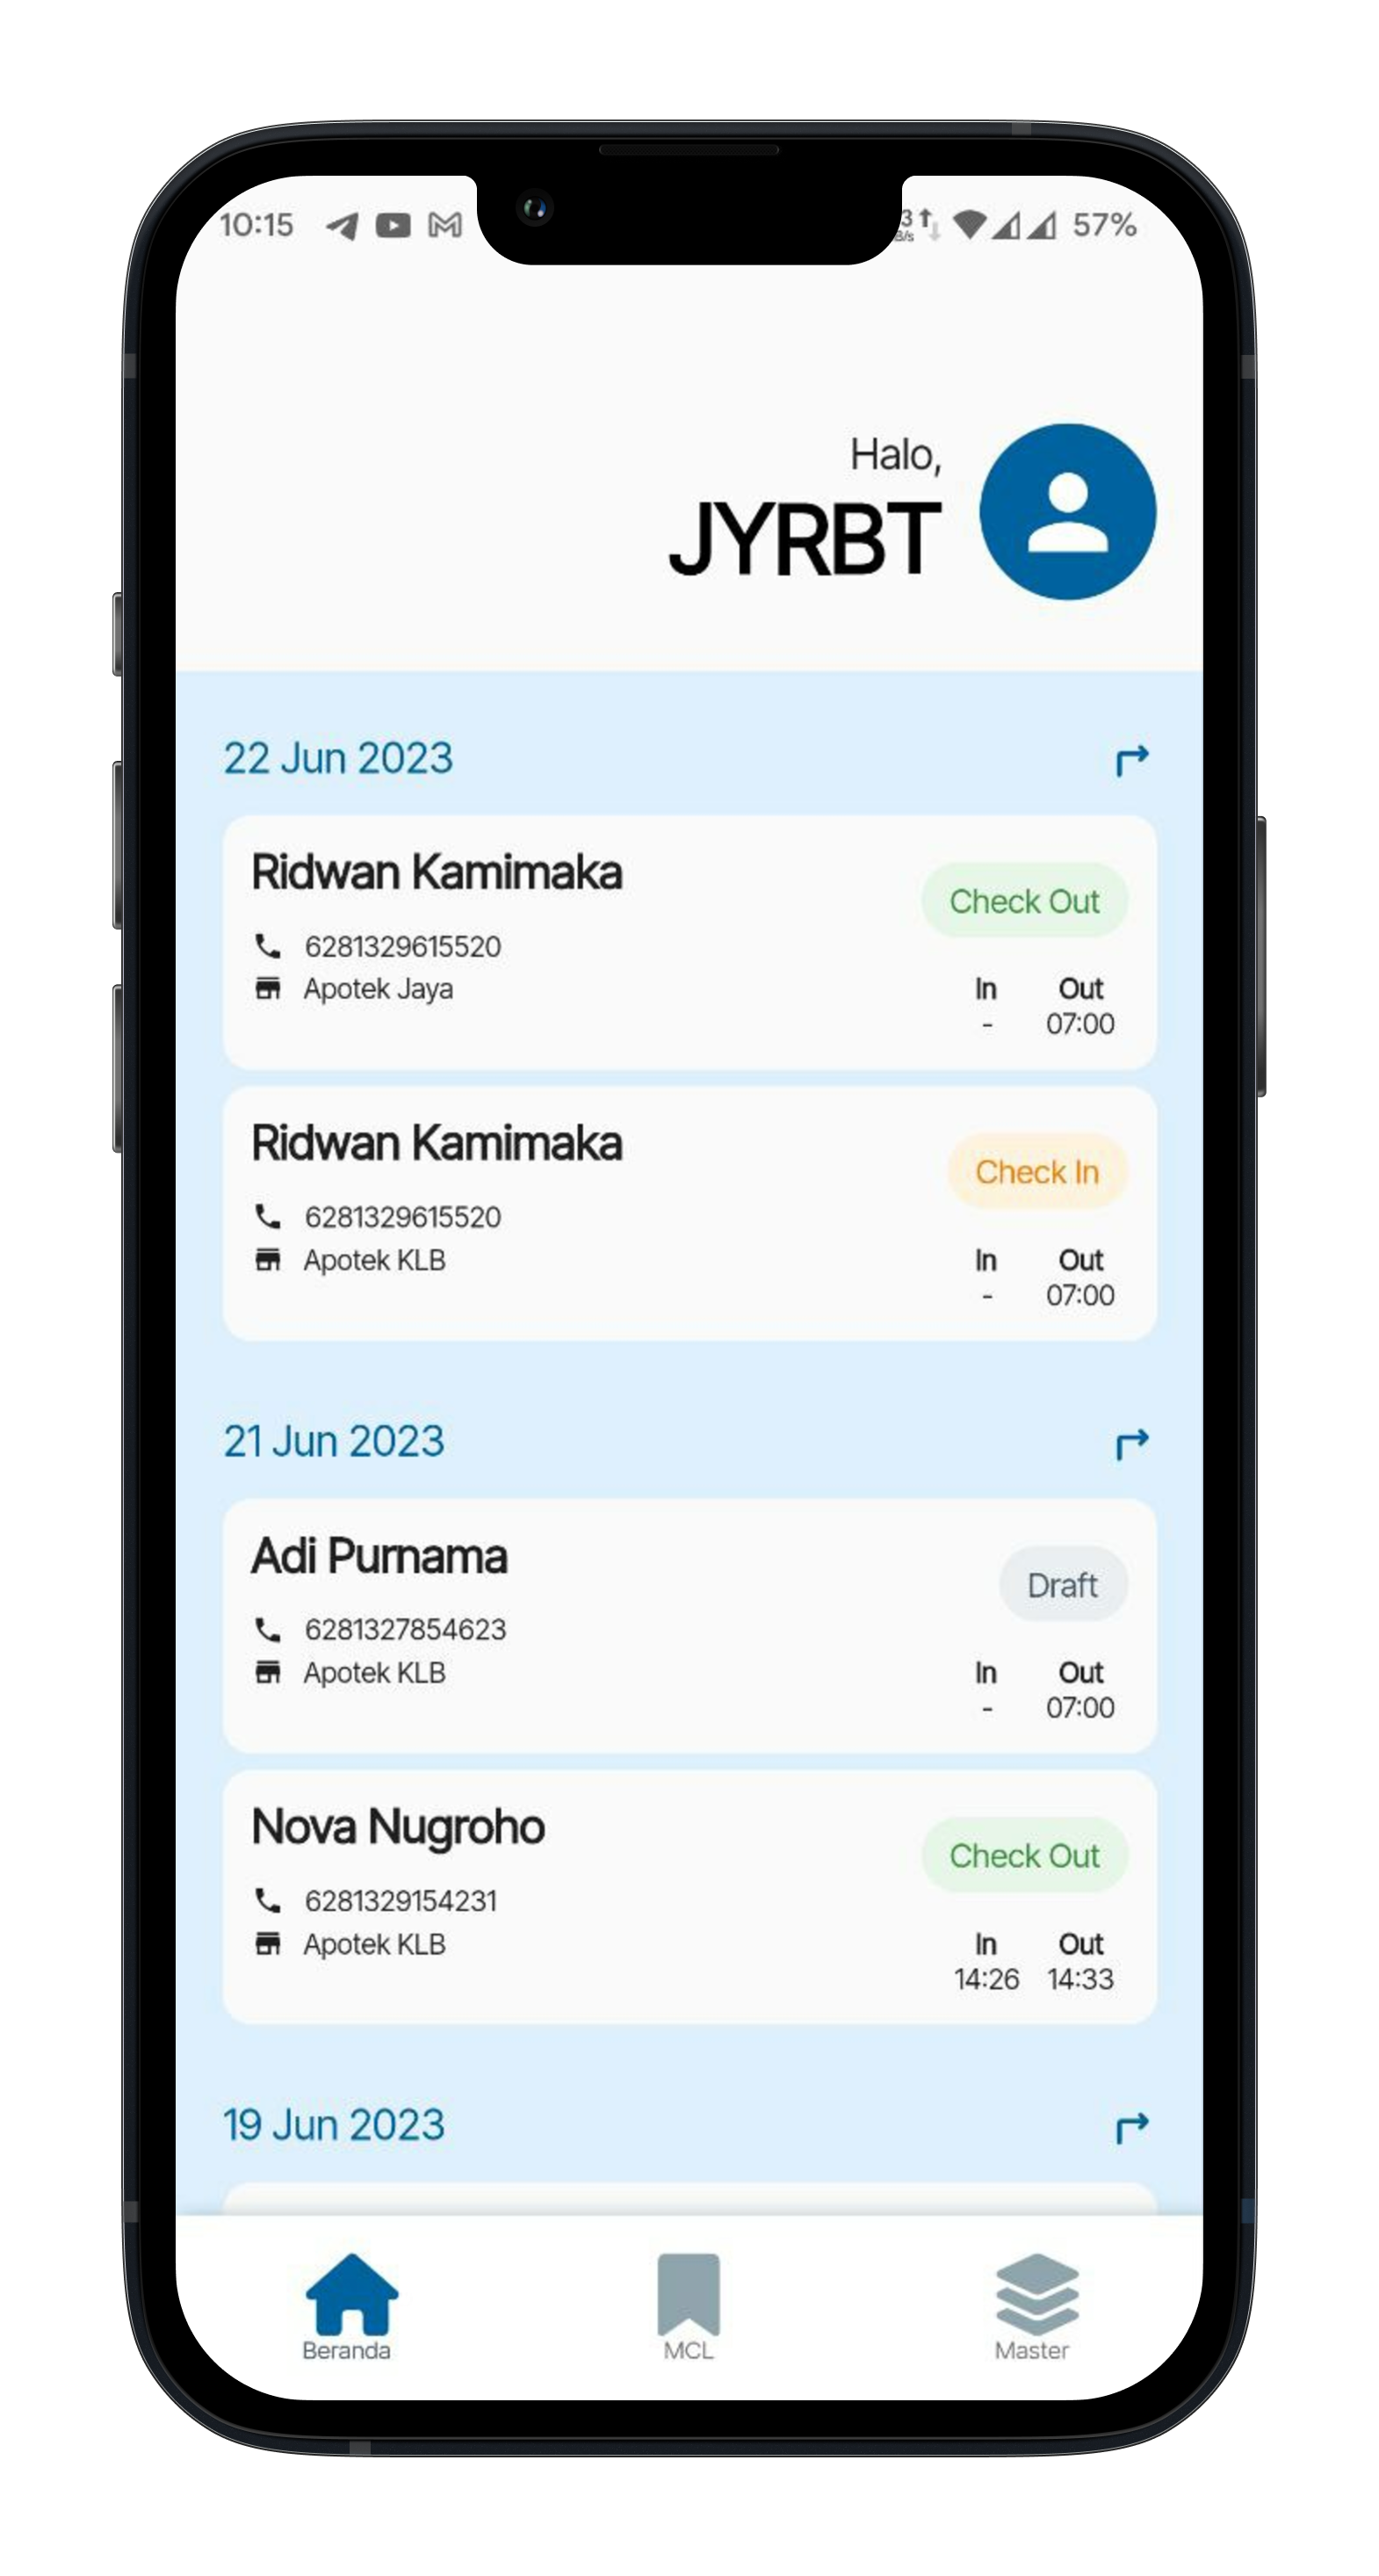 10:15 57%
Halo,
JYRBT
22 Jun 2023
Ridwan Kamimaka
Check Out
6281329615520
Apotek Jaya
In Out
- 07:00
Ridwan Kamimaka
Check In
6281329615520
Apotek KLB
In Out
- 07:00
21 Jun 2023
Adi Purnama
Draft
6281327854623
Apotek KLB
In Out
- 07:00
Nova Nugroho
Check Out
6281329154231
Apotek KLB
In Out
14:26 14:33
19 Jun 2023
Beranda MCL Master